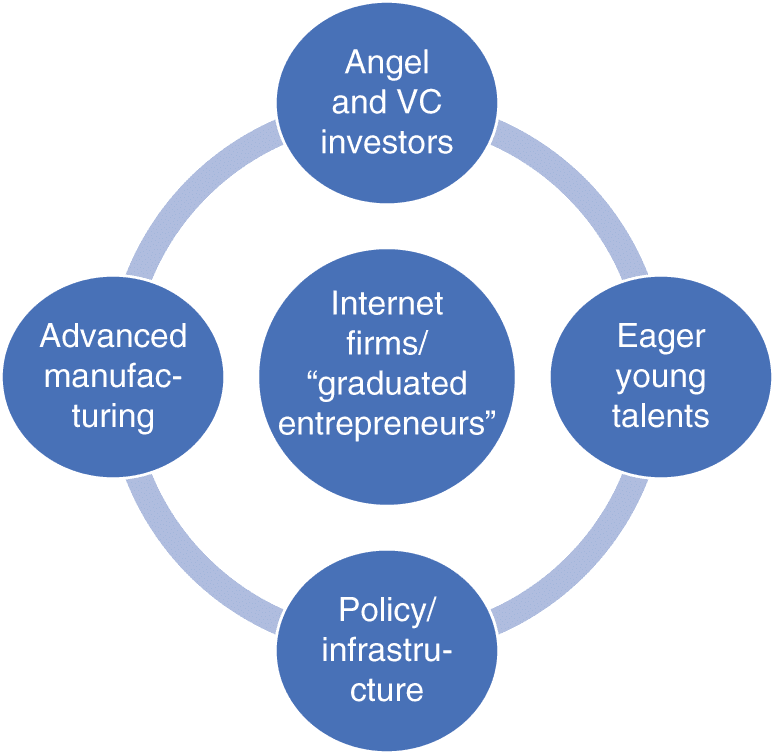 Angel
and VC
investors
Advanced
manufac-
turing
Internet
firms/
“graduated
entrepreneurs”
Eager
young
talents
Policy/
infrastru-
cture